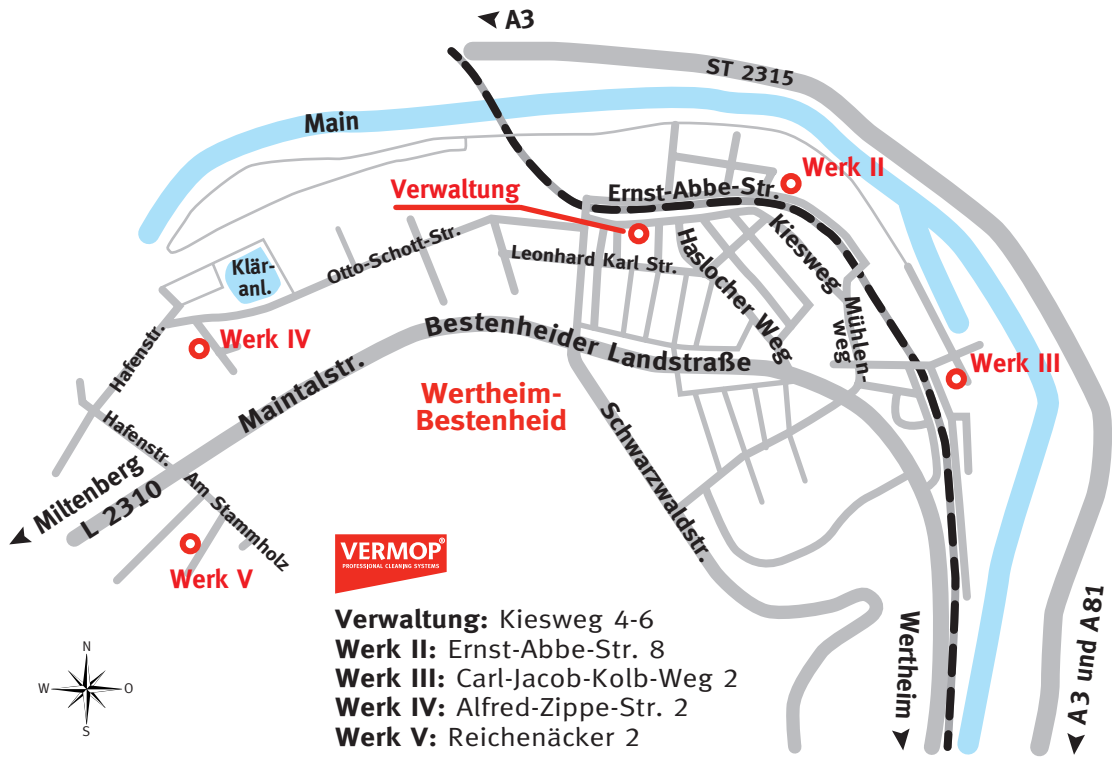 A3
ST 2315
Main
Werk II
Verwaltung
Ernst-Abbe-Str.
Otto-Schott-Str.
Leonhard Karl Str.
Haslocher Weg
Kiesweg
Klär-
anl.
Mühlen-
weg
Werk IV
Bestenheider Landstraße
Werk III
Hafenstr.
Maintalstr.
Wertheim-
Bestenheid
Schwarzwaldstr.
Hafenstr.
Miltenberg
L 2310
Am Stammholz
Werk V
VERMOP®
PROFESSIONAL CLEANING SYSTEMS
Verwaltung: Kiesweg 4-6
Werk II: Ernst-Abbe-Str. 8
Werk III: Carl-Jacob-Kolb-Weg 2
Werk IV: Alfred-Zippe-Str. 2
Werk V: Reichenäcker 2
N
W
O
S
Wertheim
A3 und A81